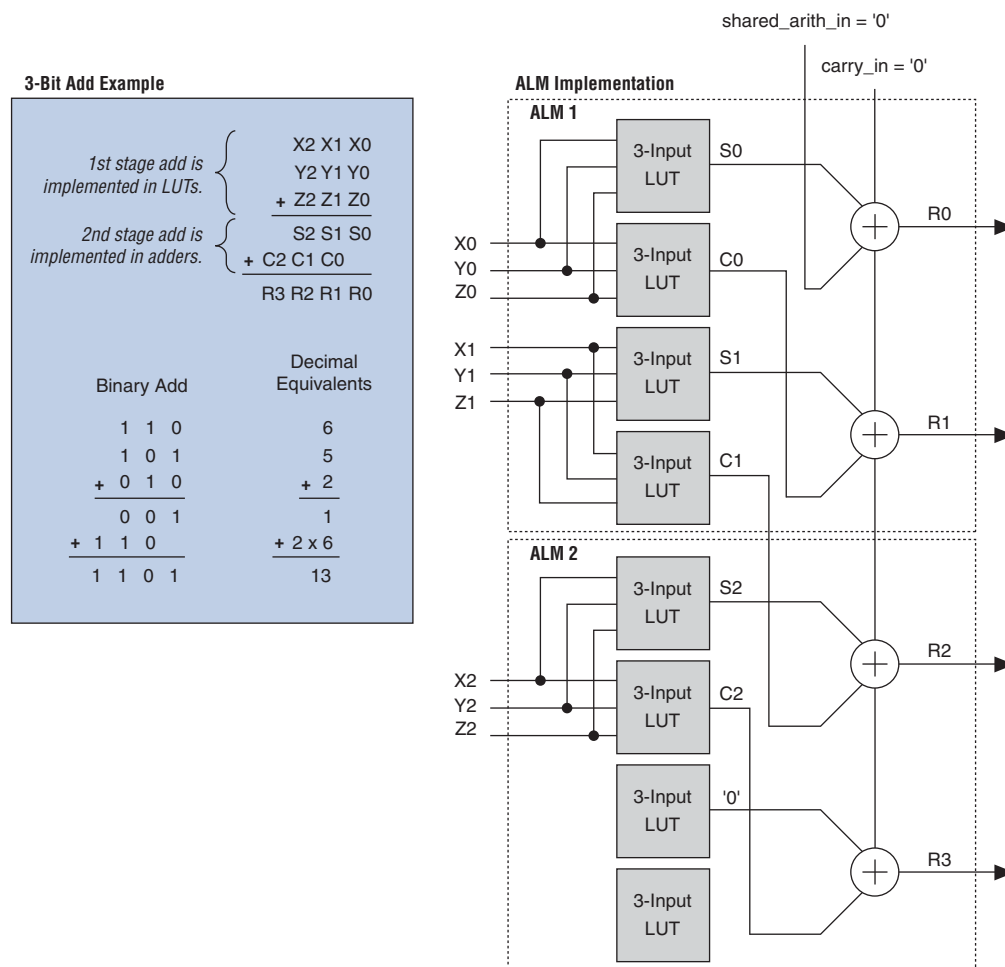 shared_arith_in = '0'
carry_in = '0'
3-Bit Add Example
1st stage add is
implemented in LUTs.
X2 X1 X0
Y2 Y1 Y0
+ Z2 Z1 Z0
2nd stage add is
implemented in adders.
S2 S1 S0
+ C2 C1 C0
R3 R2 R1 R0
Binary Add
1 1 0
1 0 1
+ 0 1 0
0 0 1
+ 1 1 0
1 1 0 1
Decimal
Equivalents
6
5
+ 2
1
+ 2 x 6
13
ALM Implementation
ALM 1
3-Input
LUT
S0
R0
X0
Y0
Z0
3-Input
LUT
C0
X1
Y1
Z1
3-Input
LUT
S1
R1
3-Input
LUT
C1
ALM 2
3-Input
LUT
S2
R2
X2
Y2
Z2
3-Input
LUT
C2
3-Input
LUT
'0'
R3
3-Input
LUT